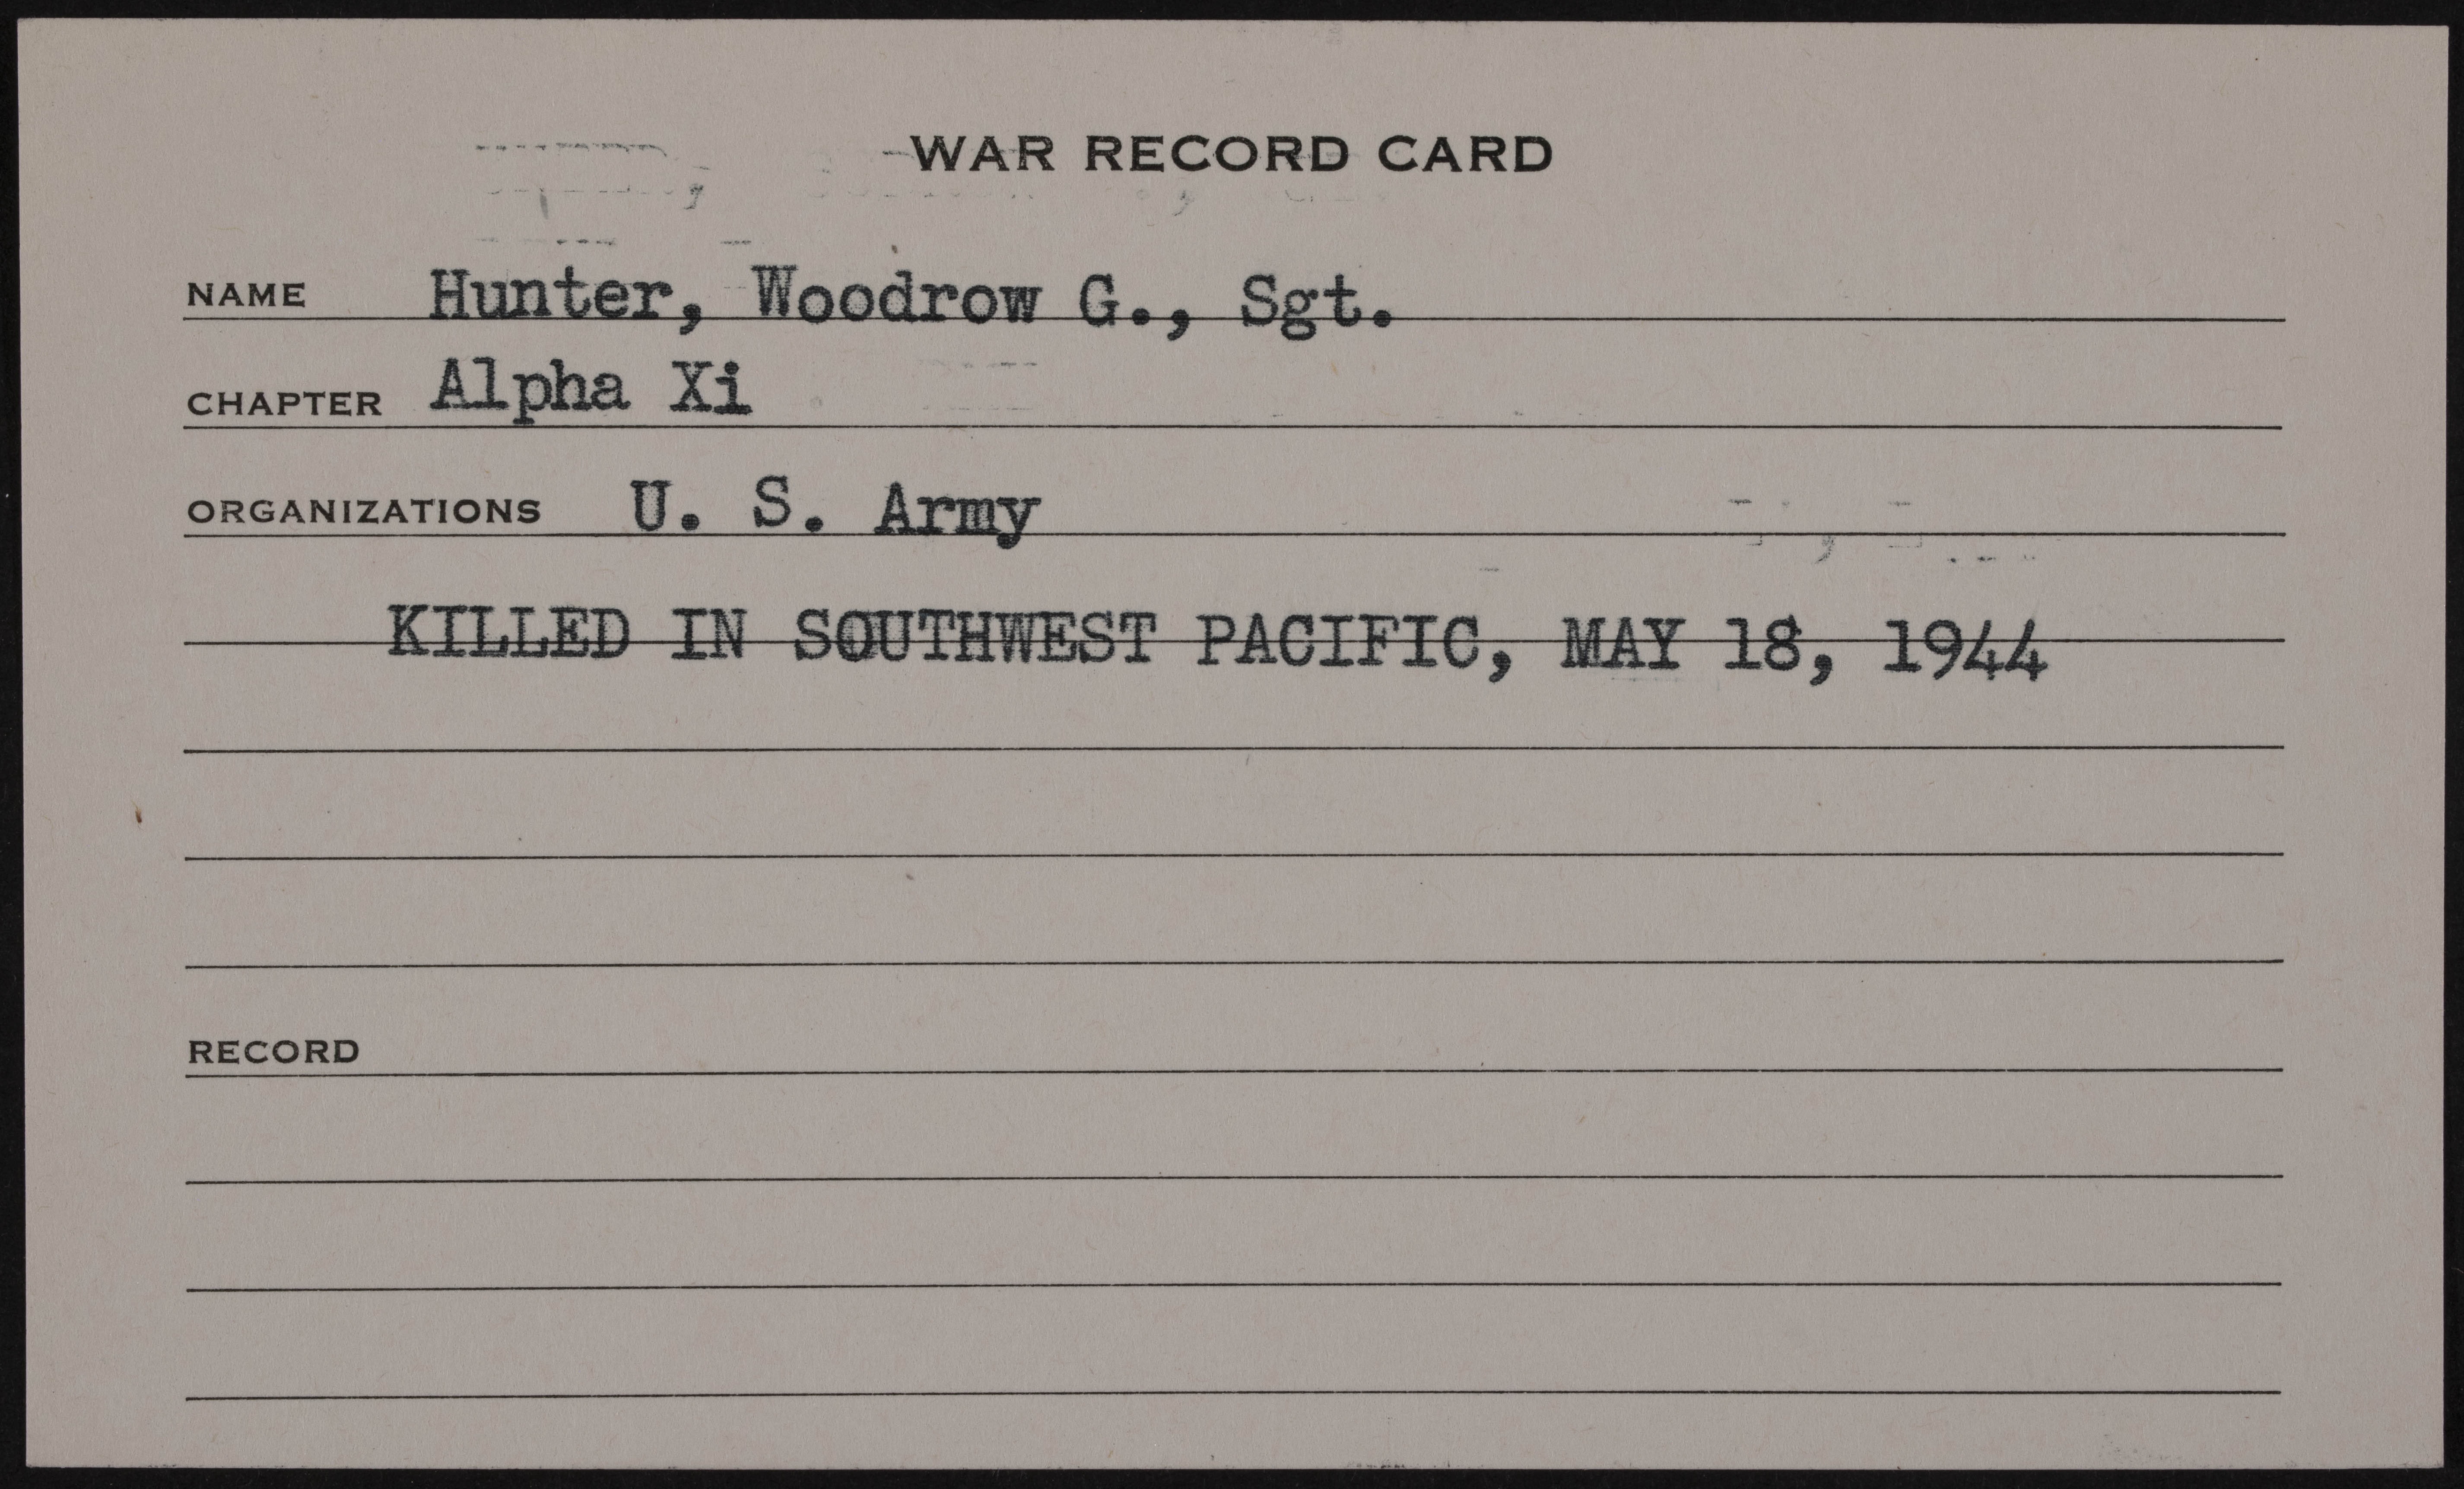 WAR RECORD CARD
NAME Hunter, Woodrow G., Sgt.
CHAPTER Alpha Xi
ORGANIZATIONS U. S. Army
KILLED IN SOUTHWEST PACIFIC, MAY 18, 1944
RECORD